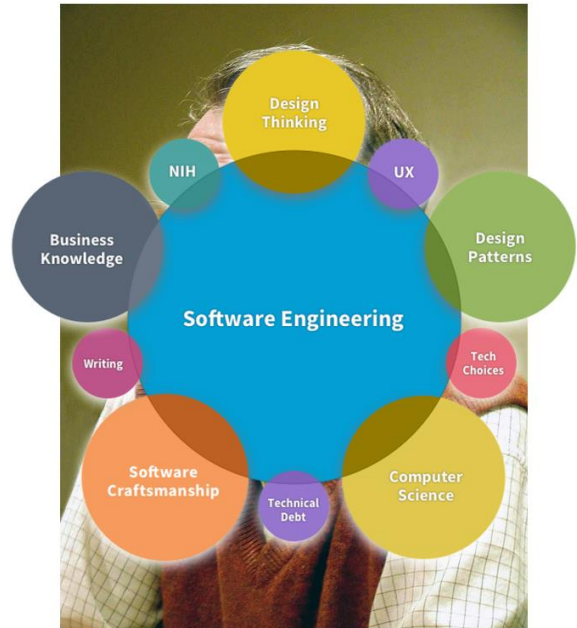 Design
Thinking
NIH
UX
Business
Knowledge
Design
Patterns
Software Engineering
Writing
Tech
Choices
Software
Craftsmanship
Computer
Science
Technical
Debt